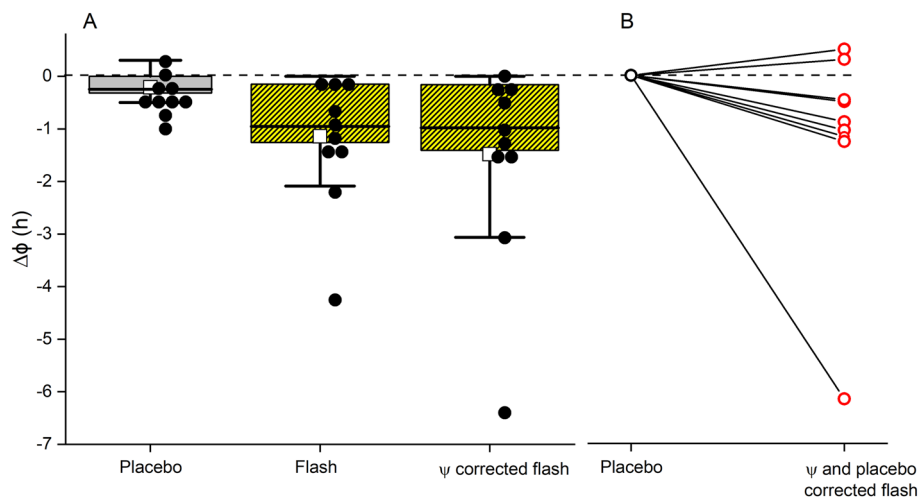 A
B
0
-1
-2
-3
-4
-5
-6
-7
Δϕ (h)
Placebo
Flash
ψ corrected flash
Placebo
ψ and placebo
corrected flash